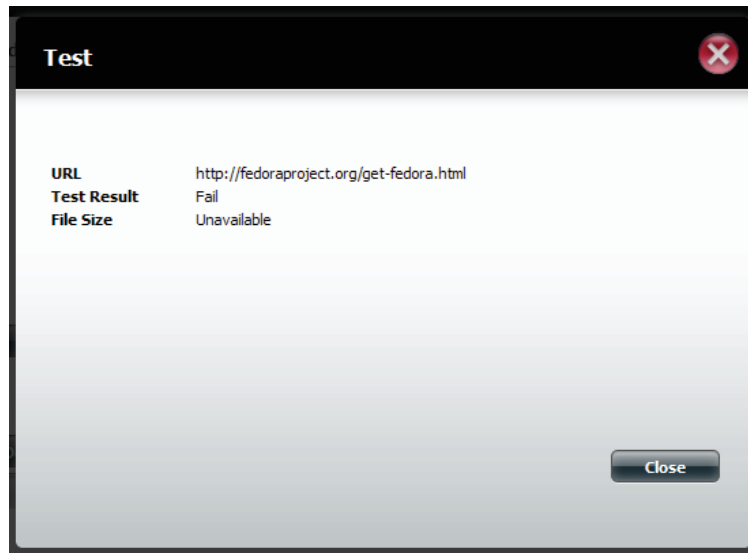 Test
URL http://fedoraproject.org/get-fedora.html
Test Result Fail
File Size Unavailable
Close